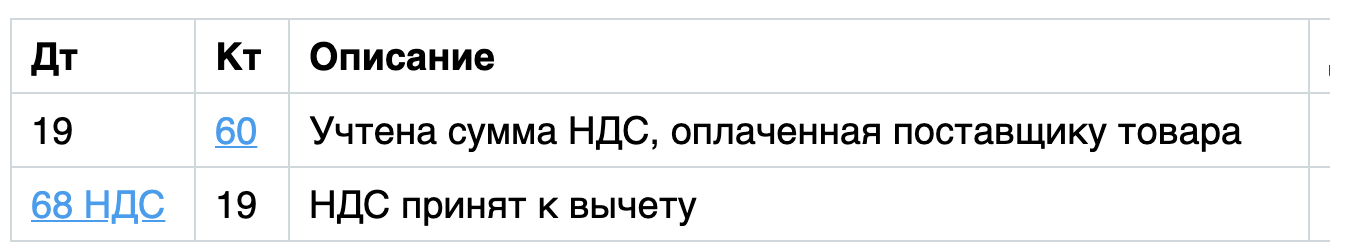 Дт Кт Описание
19 60 Учтена сумма НДС, оплаченная поставщику товара
68 НДС 19 НДС принят к вычету